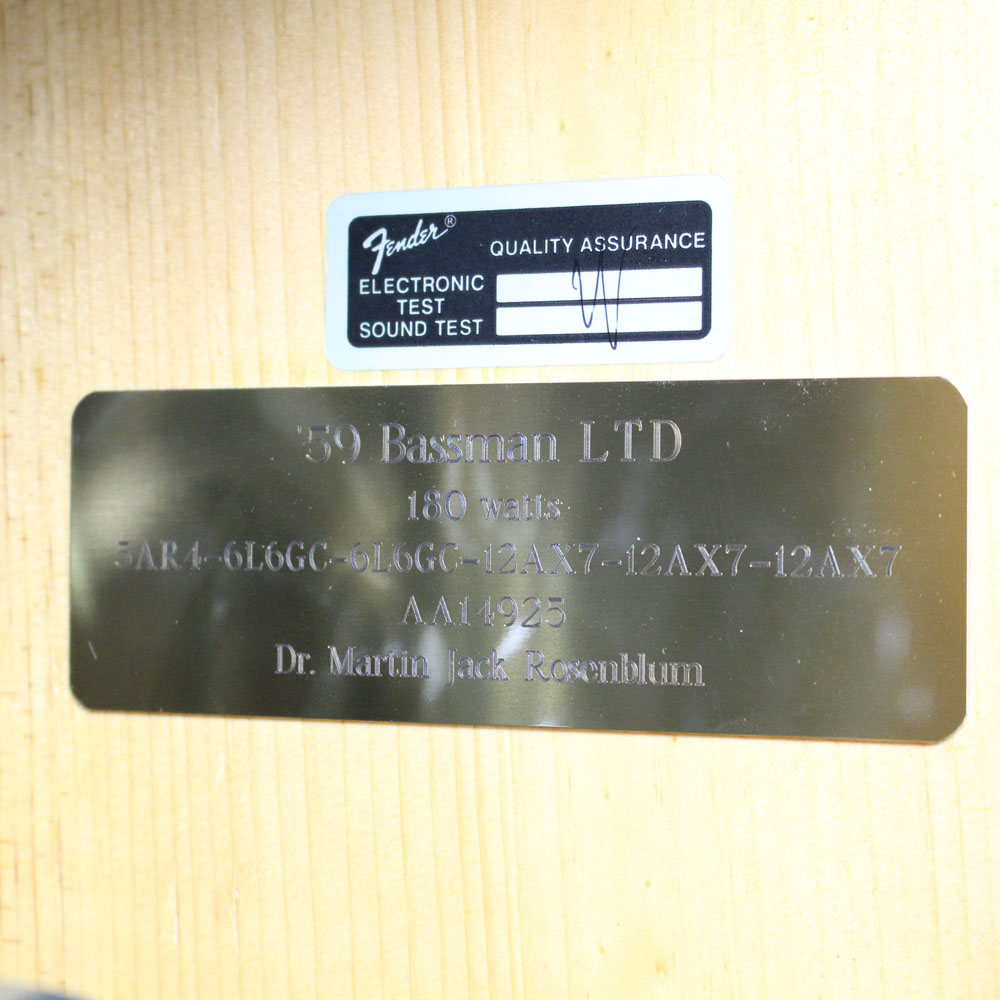 Fender®
QUALITY ASSURANCE
ELECTRONIC
TEST
SOUND TEST
'59 Bassman LTD
180 watts
5AR4-6L6GC-6L6GC-12AX7-12AX7-12AX7
AA14925
Dr. Martin Jack Rosenblum